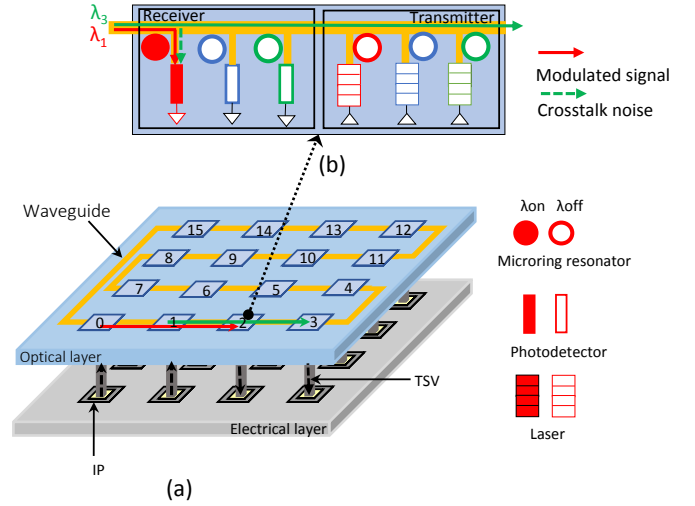 λ3
Receiver
Transmitter
λ1
Modulated signal
Crosstalk noise
(b)
Waveguide
15
14
13
12
8
9
10
11
7
6
5
4
0
1
2
3
Optical layer
TSV
Electrical layer
IP
(a)
λon λoff
Microring resonator
Photodetector
Laser